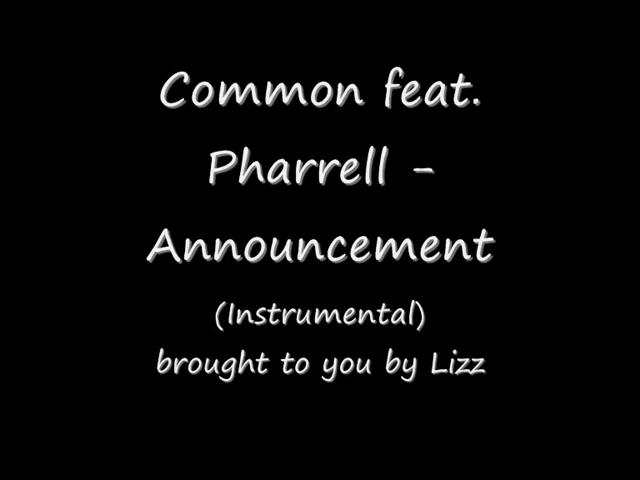 Common feat.
Pharrell -
Announcement
(Instrumental)
brought to you by Lizz